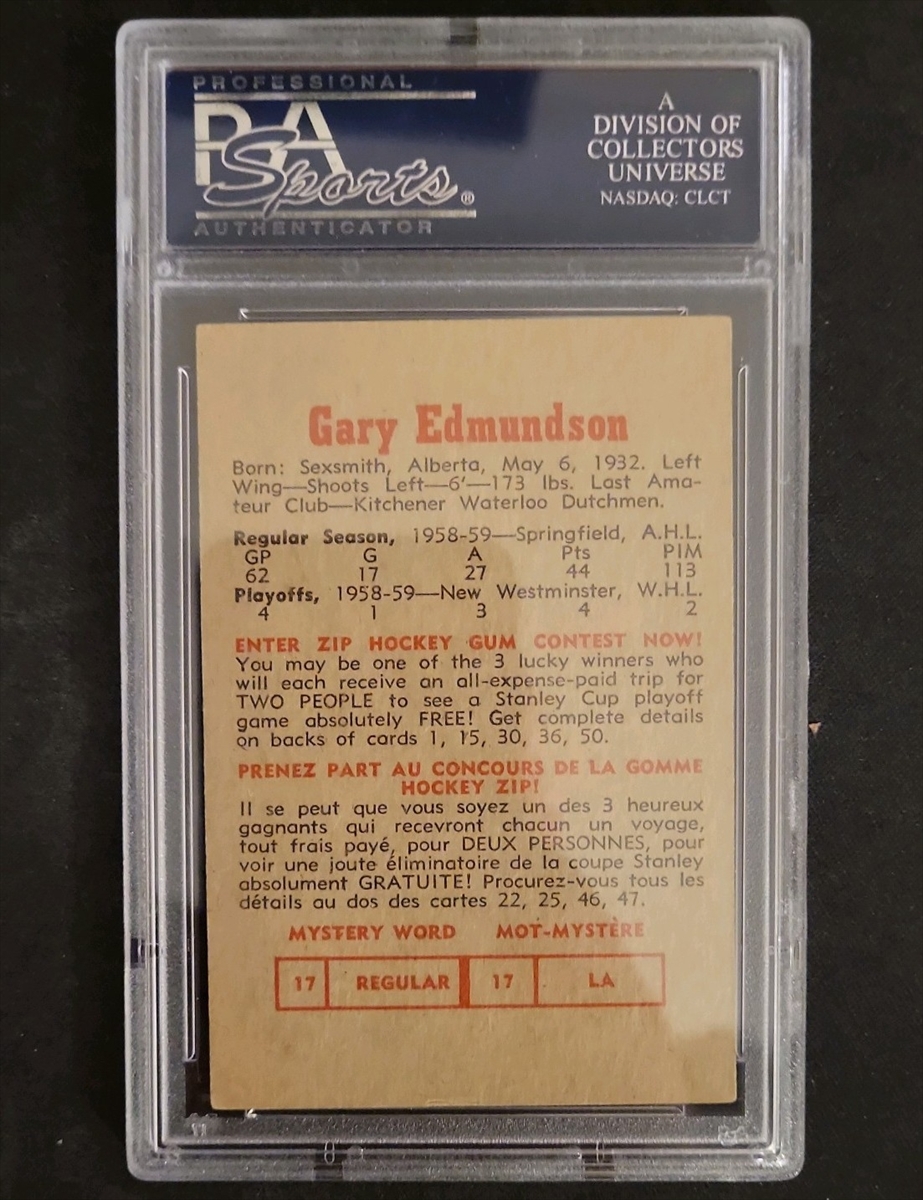 PROFESSIONAL
PSA
Sports®
AUTHENTICATOR
A
DIVISION OF
COLLECTORS
UNIVERSE
NASDAQ: CLCT
Gary Edmundson
Born: Sexsmith, Alberta, May 6, 1932. Left
Wing—Shoots Left—6'—173 lbs. Last Ama-
teur Club—Kitchener Waterloo Dutchmen.
Regular Season, 1958-59—Springfield, A.H.L.
GP G A Pts PIM
62 17 27 44 113
Playoffs, 1958-59—New Westminster, W.H.L.
4 1 3 4 2
ENTER ZIP HOCKEY GUM CONTEST NOW!
You may be one of the 3 lucky winners who
will each receive an all-expense-paid trip for
TWO PEOPLE to see a Stanley Cup playoff
game absolutely FREE! Get complete details
on backs of cards 1, 15, 30, 36, 50.
PRENEZ PART AU CONCOURS DE LA GOMME
HOCKEY ZIP!
Il se peut que vous soyez un des 3 heureux
gagnants qui recevront chacun un voyage,
tout frais payé, pour DEUX PERSONNES, pour
voir une joute éliminatoire de la coupe Stanley
absolument GRATUITE! Procurez-vous tous les
détails au dos des cartes 22, 25, 46, 47.
MYSTERY WORD MOT-MYSTÈRE
17 REGULAR 17 LA